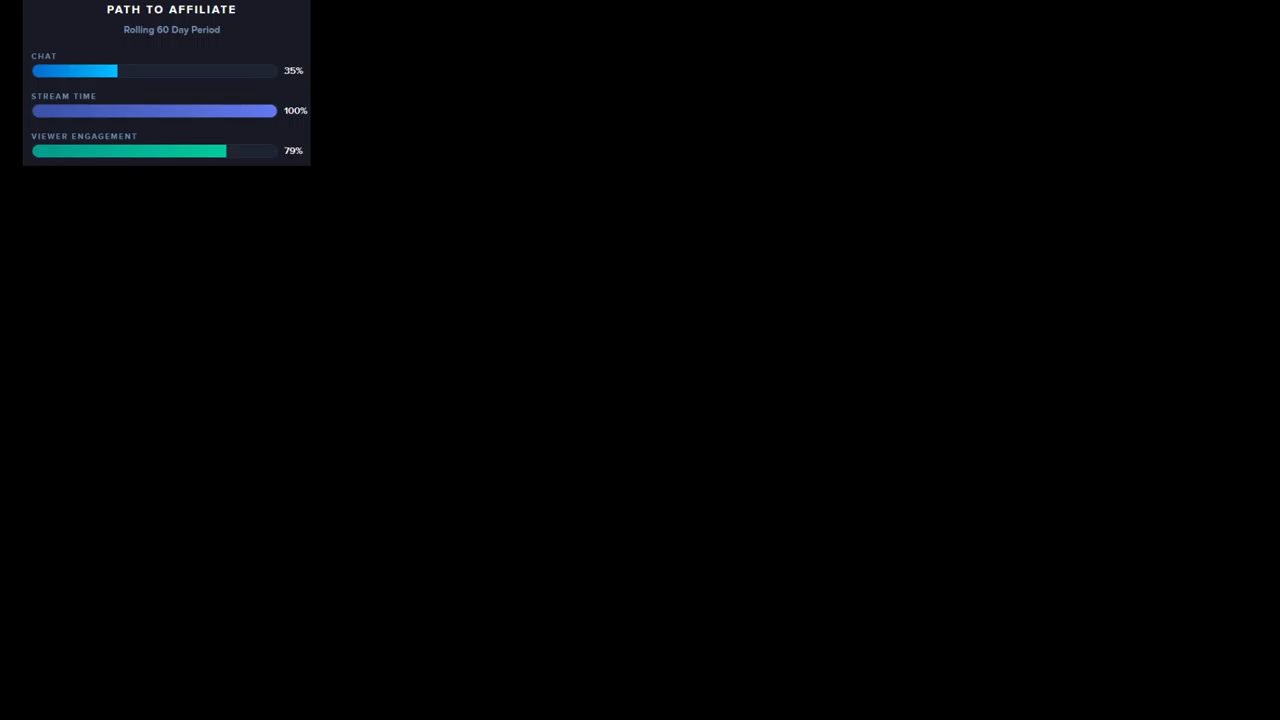 PATH TO AFFILIATE
Rolling 60 Day Period
CHAT
35%
STREAM TIME
100%
VIEWER ENGAGEMENT
79%